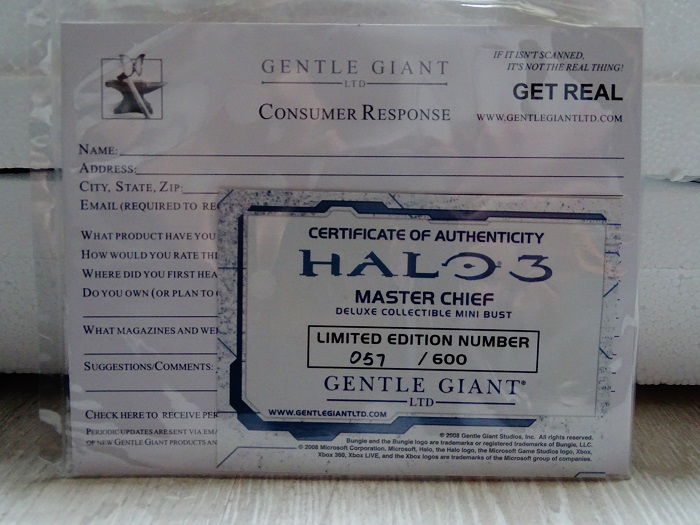 GENTLE GIANT
LTD
CONSUMER RESPONSE
IF IT ISN'T SCANNED,
IT'S NOT THE REAL THING!
GET REAL
WWW.GENTLEGIANTLTD.COM
NAME:
ADDRESS:
CITY, STATE, ZIP:
EMAIL (REQUIRED TO
WHAT PRODUCT HAVE YOU
HOW WOULD YOU RATE
WHERE DID YOU FIRST
DO YOU OWN (OR PLAN TO
WHAT MAGAZINES AND
SUGGESTIONS/COMMENTS:
CHECK HERE TO RECEIVE
PERIODIC UPDATES ARE SENT VIA
OF NEW GENTLE GIANT PRODUCTS
CERTIFICATE OF AUTHENTICITY
HALO 3
MASTER CHIEF
DELUXE COLLECTIBLE MINI BUST
LIMITED EDITION NUMBER
057 /600
GENTLE GIANT®
LTD
WWW.GENTLEGIANTLTD.COM
© 2008 Gentle Giant Studios, Inc. All rights reserved.
Bungie and the Bungie logo are trademarks or registered trademarks of Bungie, LLC.
© 2008 Microsoft Corporation. Microsoft, Halo, the Halo logo, the Microsoft Game Studios logo, Xbox,
Xbox 360, Xbox LIVE, and the Xbox logos are trademarks of the Microsoft group of companies.